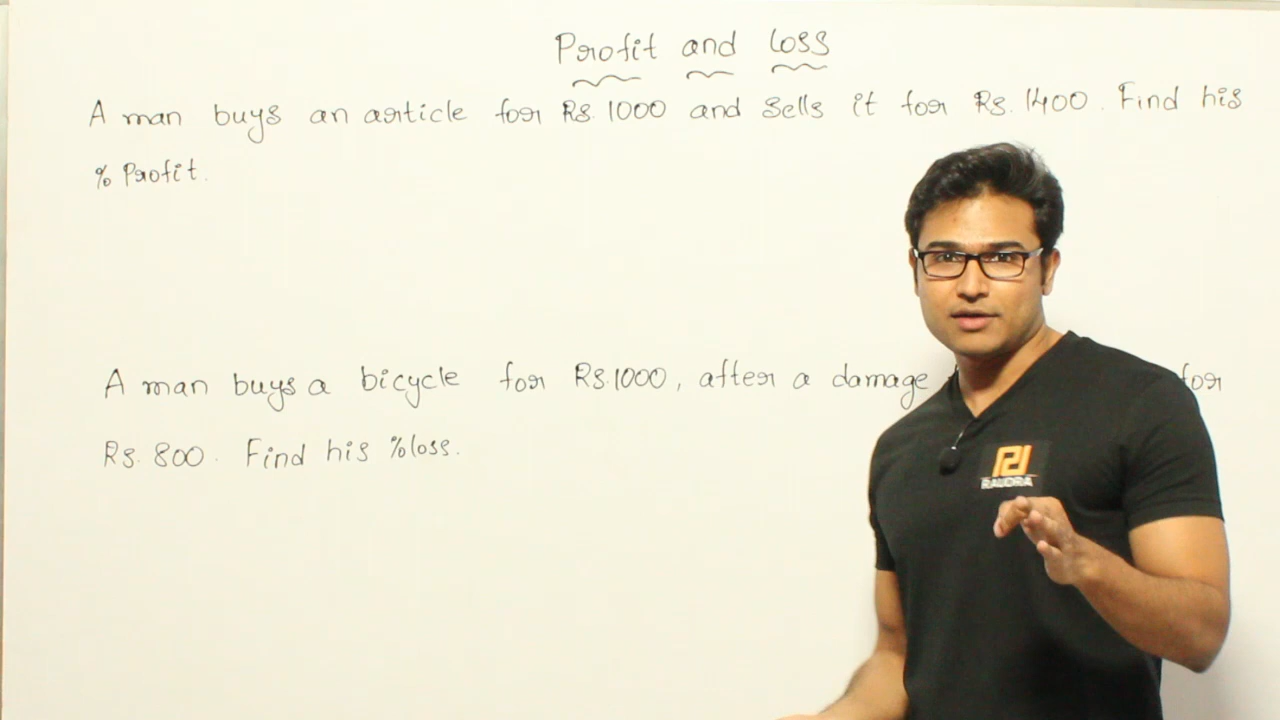 Profit and loss
A man buys an article for Rs. 1000 and sells it for Rs. 1400. Find his
% Profit.
A man buys a bicycle for Rs.1000, after a damage for
Rs. 800. Find his % loss.
RAUDRA